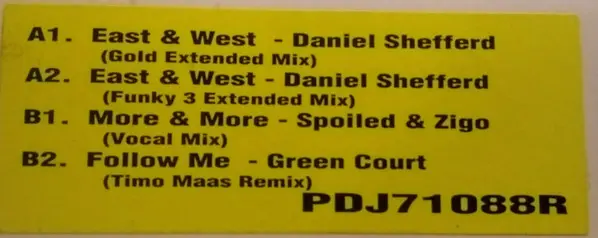 A1. East & West - Daniel Shefferd
(Gold Extended Mix)
A2. East & West - Daniel Shefferd
(Funky 3 Extended Mix)
B1. More & More - Spoiled & Zigo
(Vocal Mix)
B2. Follow Me - Green Court
(Timo Maas Remix)
PDJ71088R